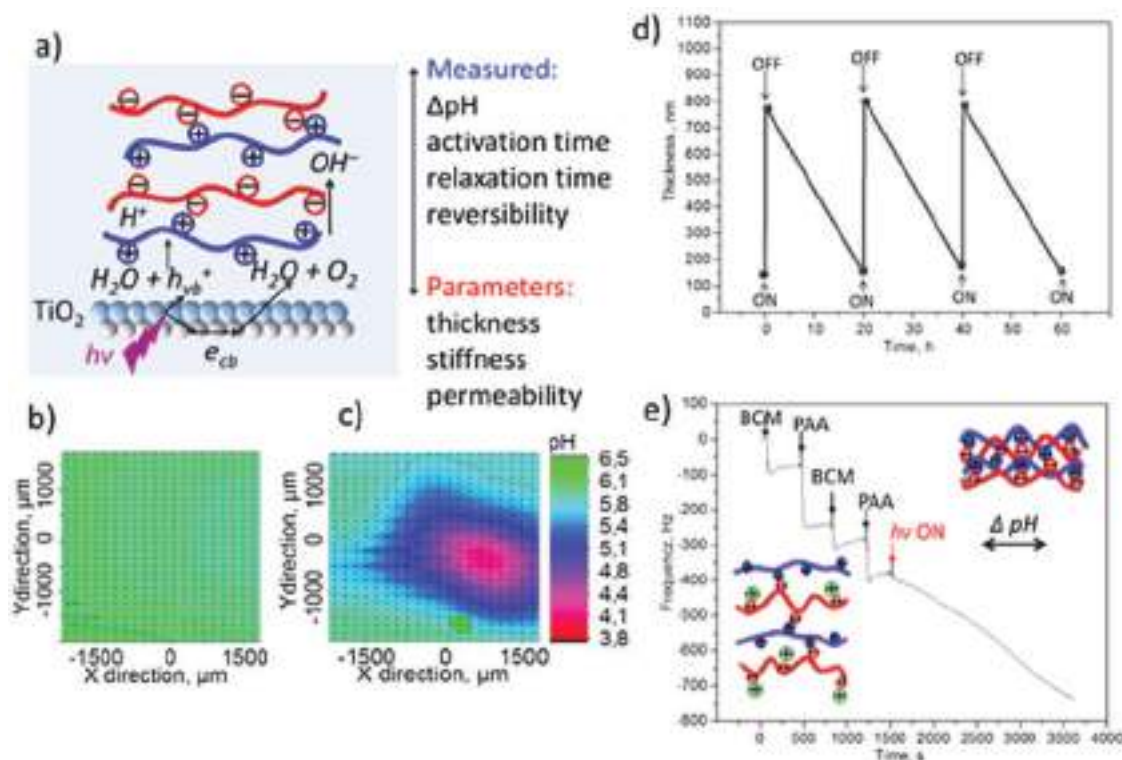 a)
Measured:
ΔpH
activation time
relaxation time
reversibility
OH⁻
H⁺
H₂O + hᵥb⁺
H₂O + O₂
TiO₂
hν
e_cb
Parameters:
thickness
stiffness
permeability
b)
Y direction, µm
1000
0
-1000
-1500 0 1500
X direction, µm
c)
Ydirection, µm
1000
0
-1000
-1500 0 1500
X direction, µm
pH
6,5
6,1
5,8
5,4
5,1
4,8
4,4
4,1
3,8
d)
Thickness, nm
1100
1000
900
800
700
600
500
400
300
200
100
0
OFF OFF OFF
ON ON ON ON
0 10 20 30 40 50 60
Time, h
e)
Frequence, Hz
100
0
-100
-200
-300
-400
-500
-600
-700
-800
BCM
PAA
BCM
PAA
hν ON
Δ pH
0 500 1000 1500 2000 2500 3000 3500 4000
Time, s